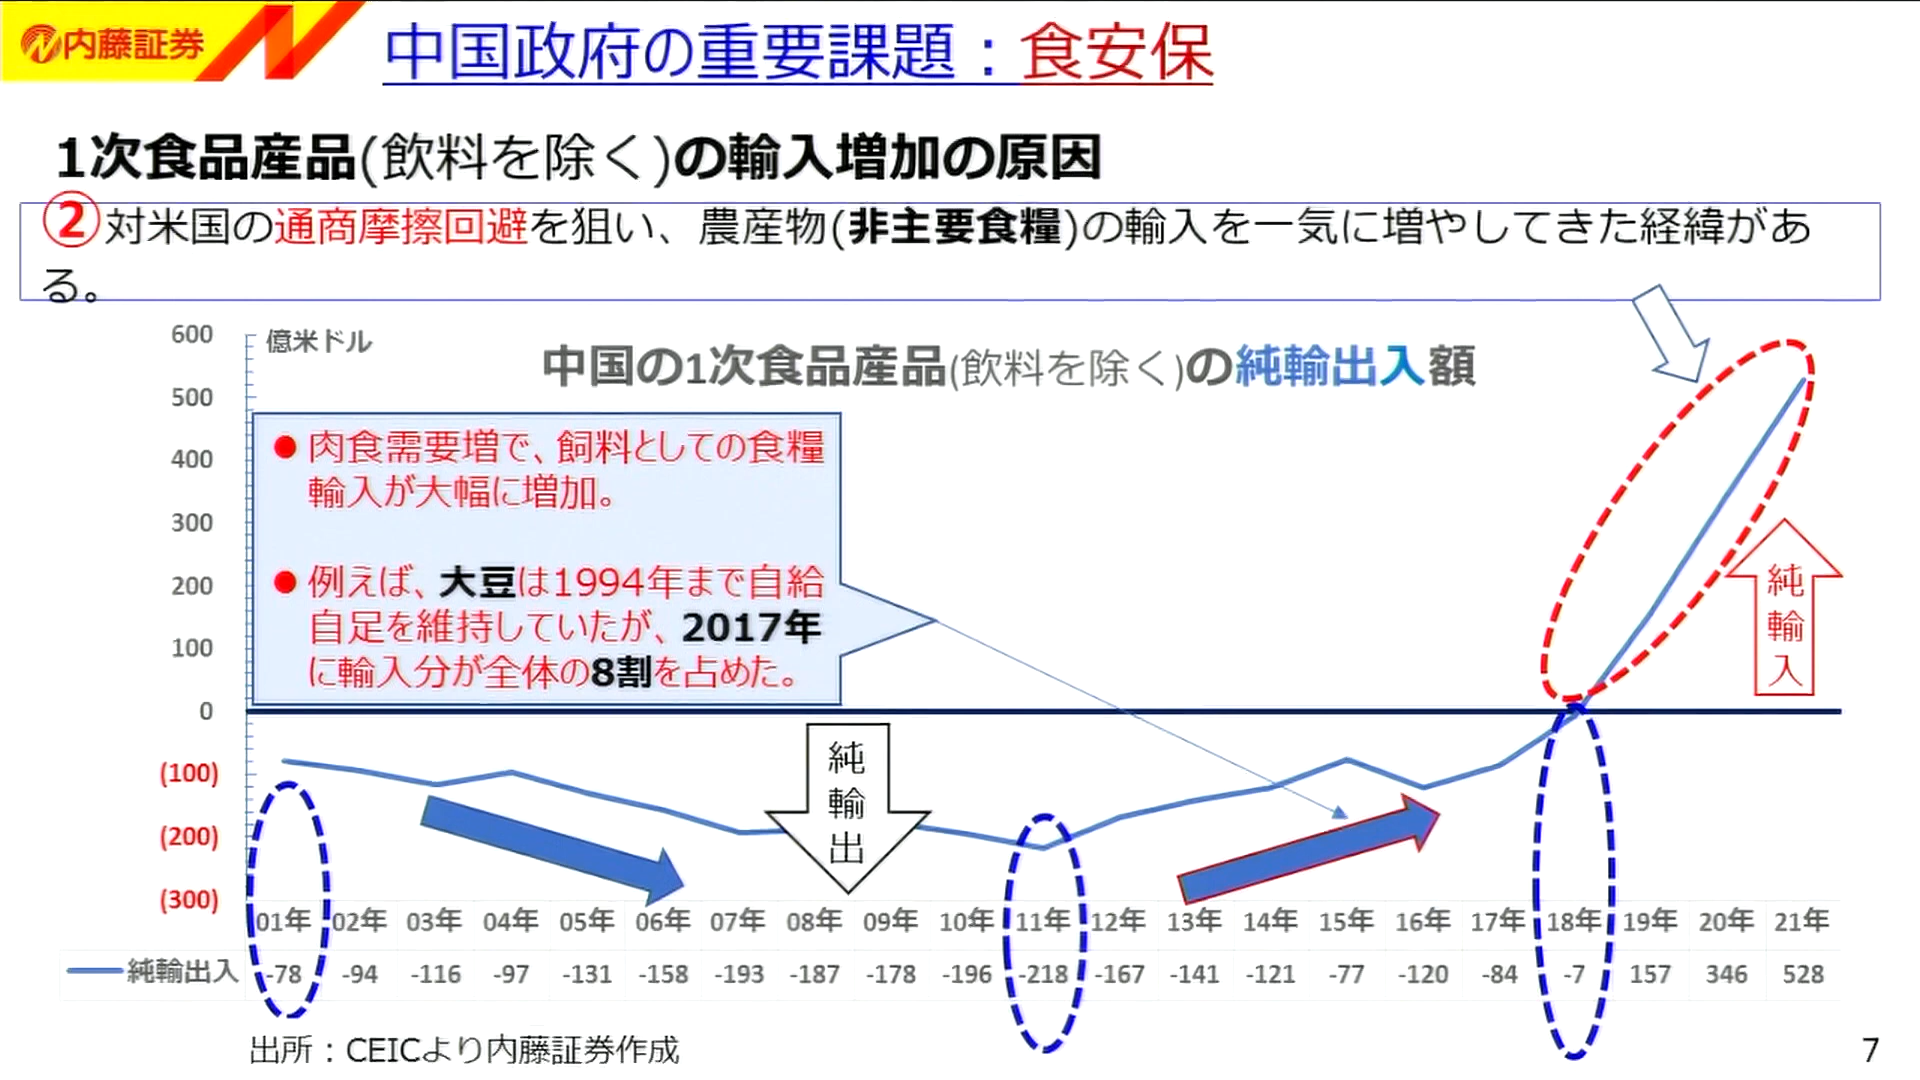 内藤証券
中国政府の重要課題：食安保
1次食品産品(飲料を除く)の輸入増加の原因
②対米国の通商摩擦回避を狙い、農産物(非主要食糧)の輸入を一気に増やしてきた経緯があ
る。
億米ドル
中国の1次食品産品(飲料を除く)の純輸出入額
600
500
400
300
200
100
0
(100)
(200)
(300)
● 肉食需要増で、飼料としての食糧
輸入が大幅に増加。
● 例えば、大豆は1994年まで自給
自足を維持していたが、2017年
に輸入分が全体の8割を占めた。
純
輸
出
純
輸
入
01年 02年 03年 04年 05年 06年 07年 08年 09年 10年 11年 12年 13年 14年 15年 16年 17年 18年 19年 20年 21年
純輸出入 -78 -94 -116 -97 -131 -158 -193 -187 -178 -196 -218 -167 -141 -121 -77 -120 -84 -7 157 346 528
出所：CEICより内藤証券作成
7